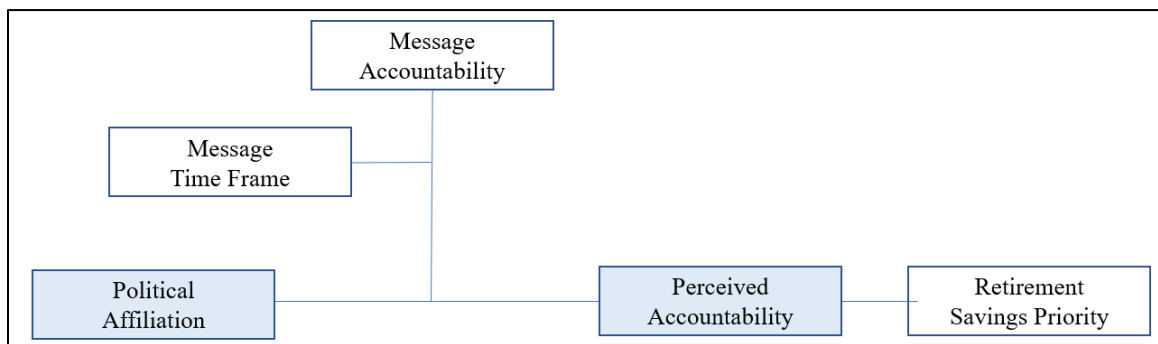 Message
Accountability
Message
Time Frame
Political
Affiliation
Perceived
Accountability
Retirement
Savings Priority